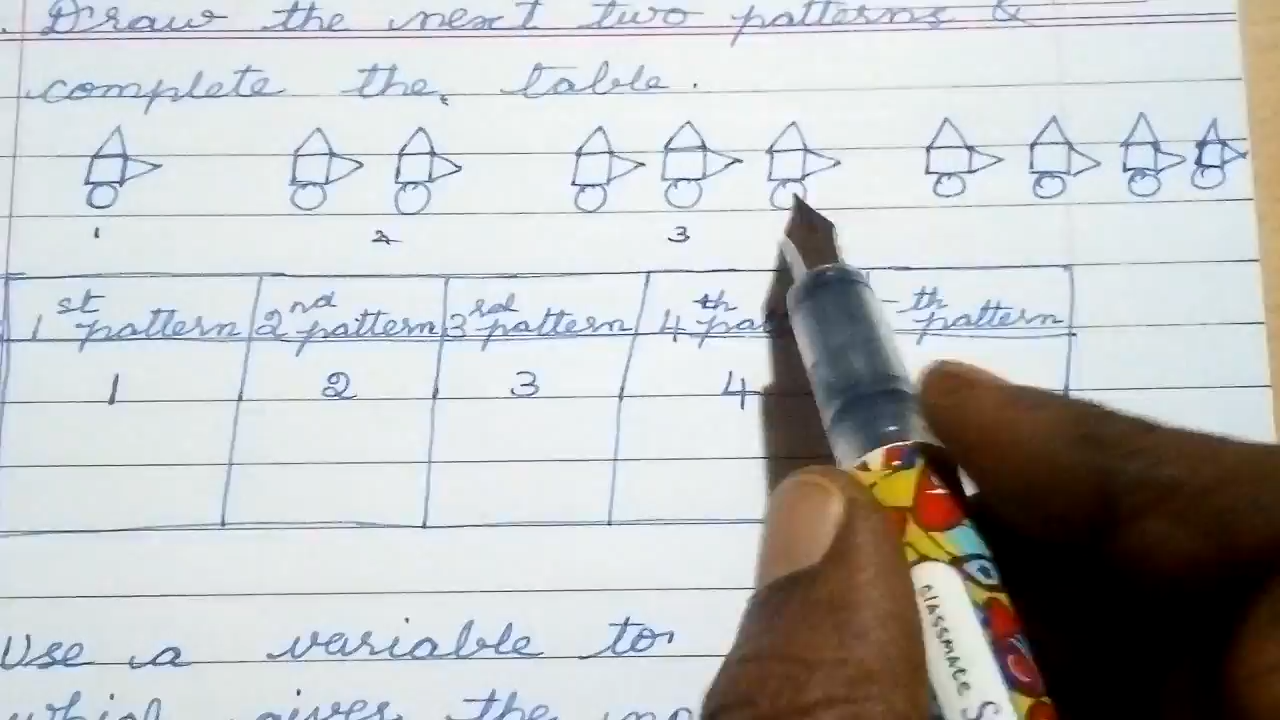 Draw the next two patterns &
complete the table.
1 2 3
1st pattern 2nd pattern 3rd pattern 4th -th pattern
1 2 3 4
Use a variable to
which gives the
CLASSMATE